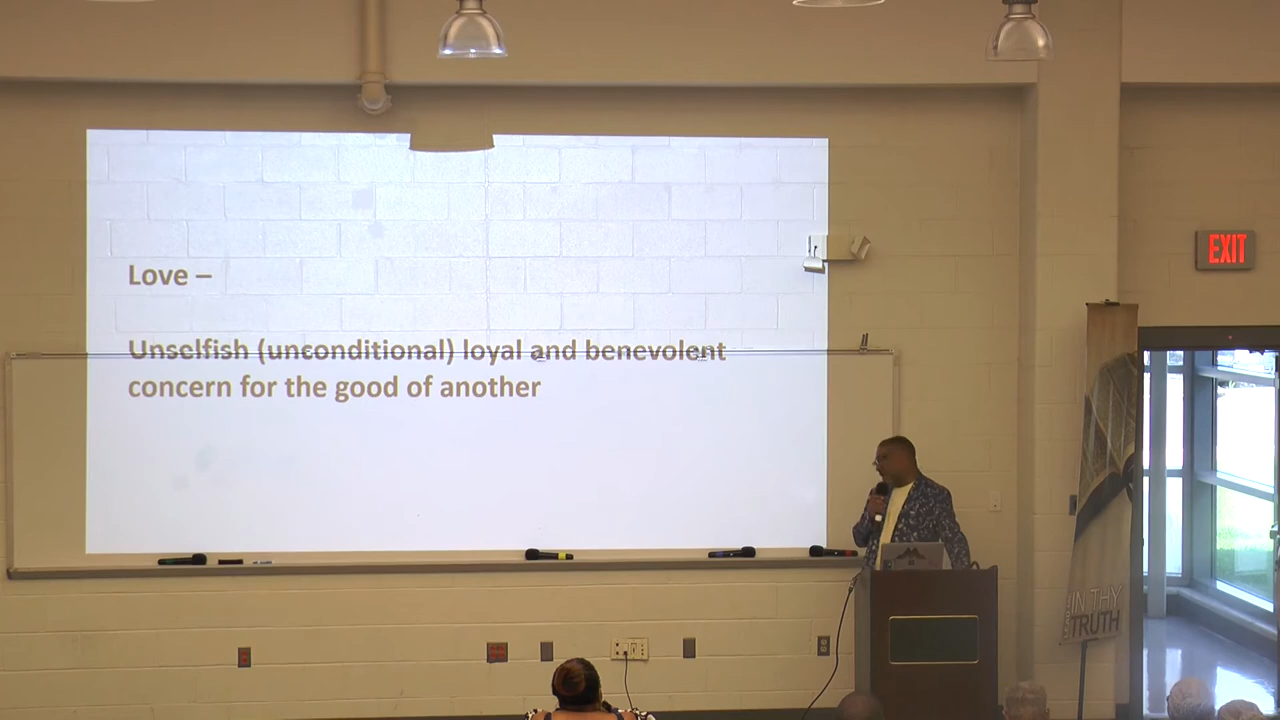 Love –
Unselfish (unconditional) loyal and benevolent
concern for the good of another
EXIT
IN THY
TRUTH